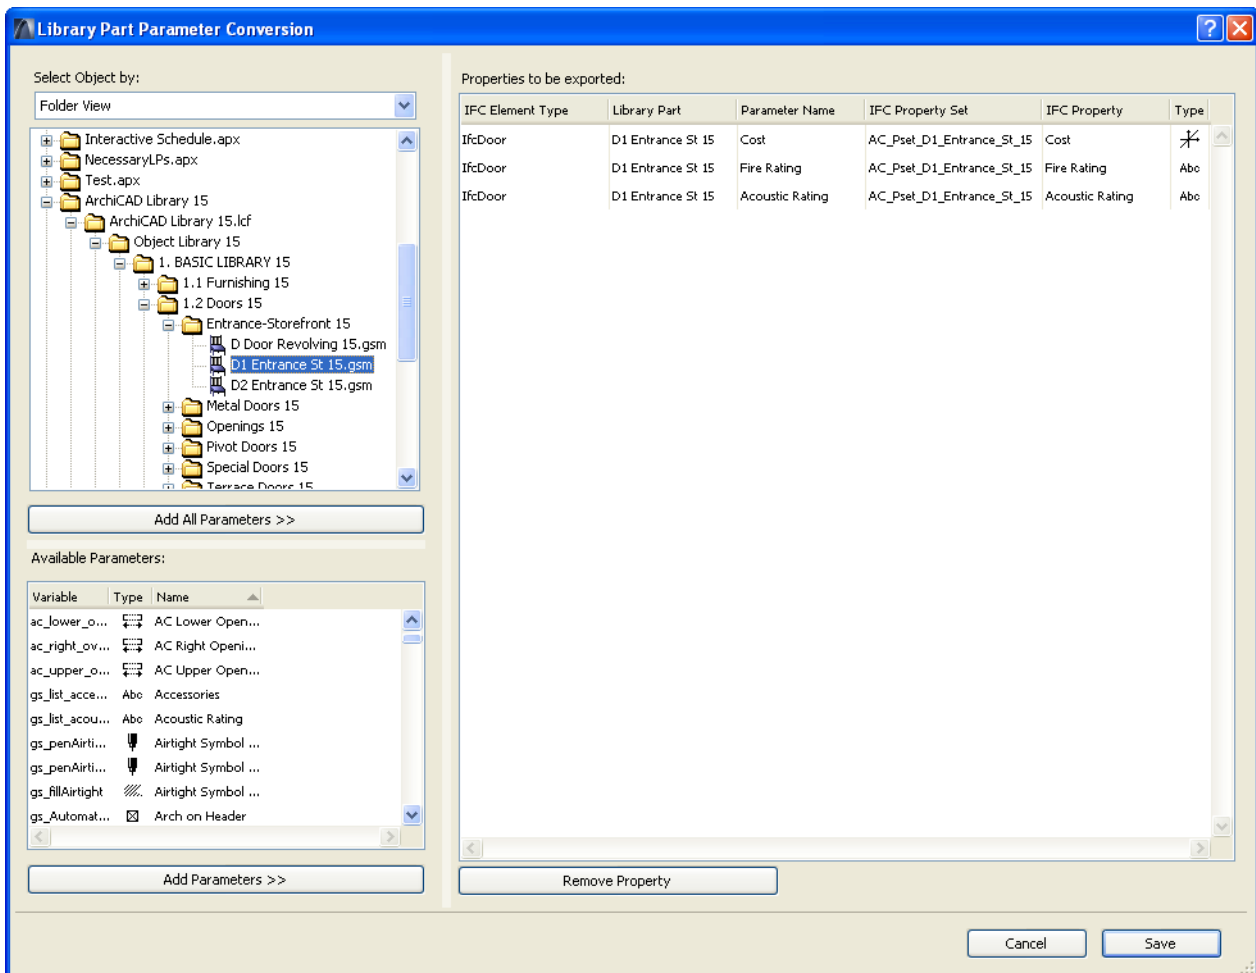 Library Part Parameter Conversion
Select Object by:
Folder View
Interactive Schedule.apx
NecessaryLPs.apx
Test.apx
ArchiCAD Library 15
ArchiCAD Library 15.lcf
Object Library 15
1. BASIC LIBRARY 15
1.1 Furnishing 15
1.2 Doors 15
Entrance-Storefront 15
D Door Revolving 15.gsm
D1 Entrance St 15.gsm
D2 Entrance St 15.gsm
Metal Doors 15
Openings 15
Pivot Doors 15
Special Doors 15
Terrace Doors 15
Add All Parameters >>
Available Parameters:
Variable Type Name
ac_lower_o... AC Lower Open...
ac_right_ov... AC Right Openi...
ac_upper_o... AC Upper Open...
gs_list_acce... Abc Accessories
gs_list_acou... Abc Acoustic Rating
gs_penAirti... Airtight Symbol ...
gs_penAirti... Airtight Symbol ...
gs_fillAirtight Airtight Symbol ...
gs_Automat... Arch on Header
Add Parameters >>
Properties to be exported:
IFC Element Type Library Part Parameter Name IFC Property Set IFC Property Type
IfcDoor D1 Entrance St 15 Cost AC_Pset_D1_Entrance_St_15 Cost
IfcDoor D1 Entrance St 15 Fire Rating AC_Pset_D1_Entrance_St_15 Fire Rating Abc
IfcDoor D1 Entrance St 15 Acoustic Rating AC_Pset_D1_Entrance_St_15 Acoustic Rating Abc
Remove Property
Cancel Save